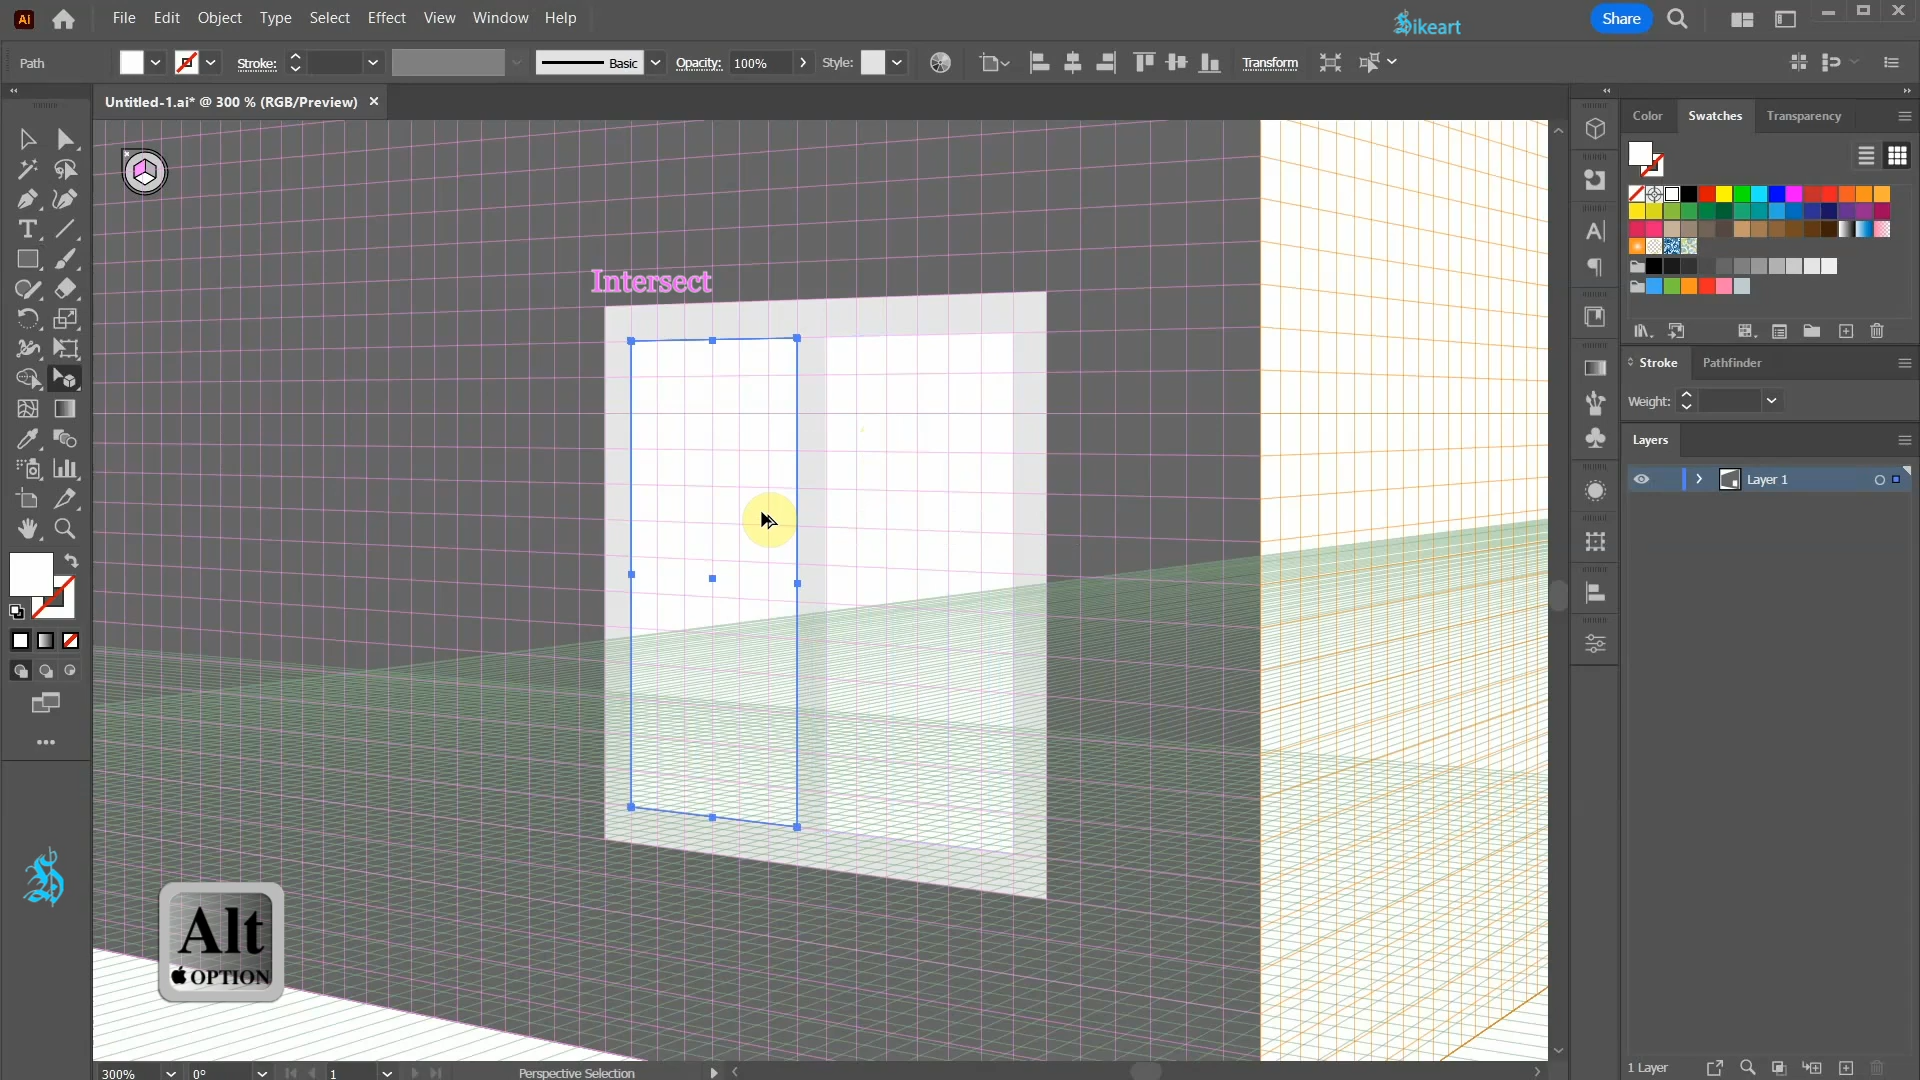 Ai File Edit Object Type Select Effect View Window Help Sikeart Share
Path Stroke: Basic Opacity: 100% Style: Transform
Untitled-1.ai* @ 300 % (RGB/Preview) ×
Color Swatches Transparency
Intersect
Stroke Pathfinder
Weight:
Layers
Layer 1
Alt
OPTION
300% 0° 1 Perspective Selection
1 Layer